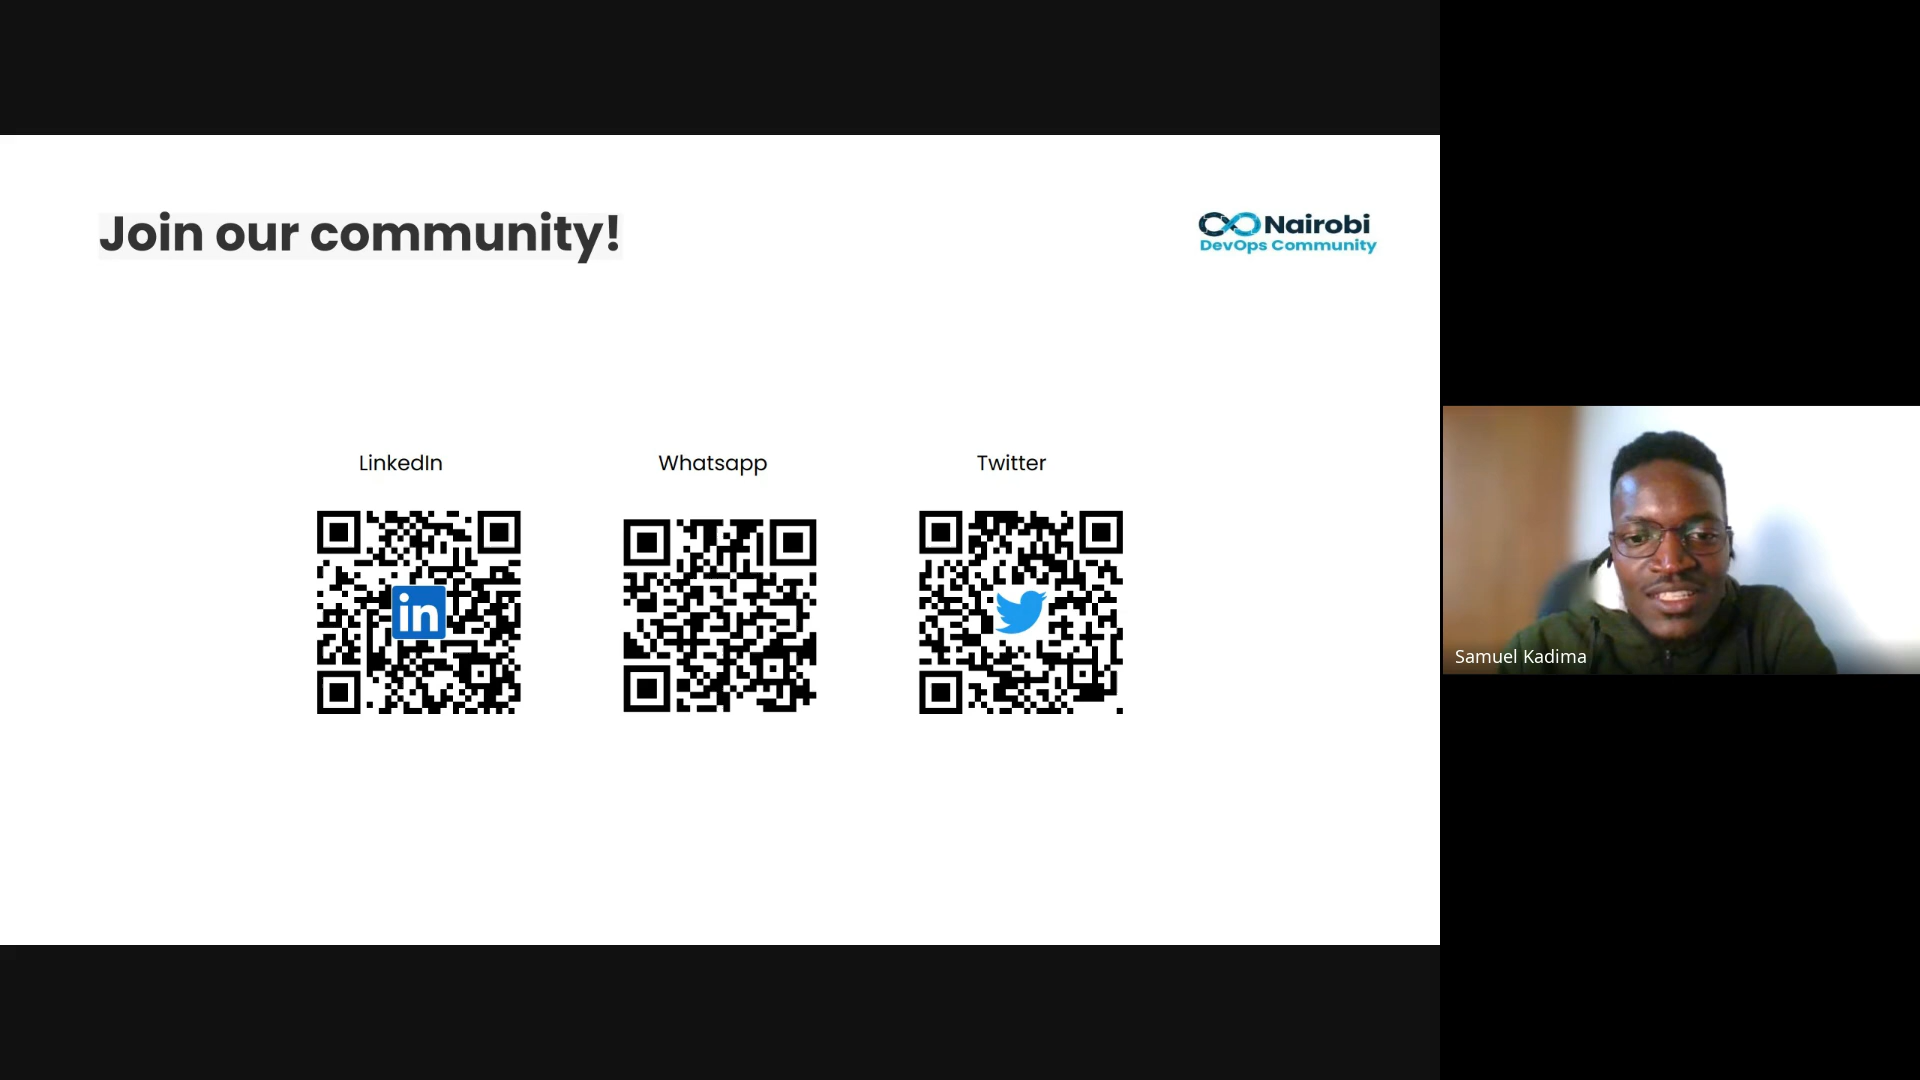 Join our community!
Nairobi
DevOps Community
LinkedIn
Whatsapp
Twitter
in
Samuel Kadima